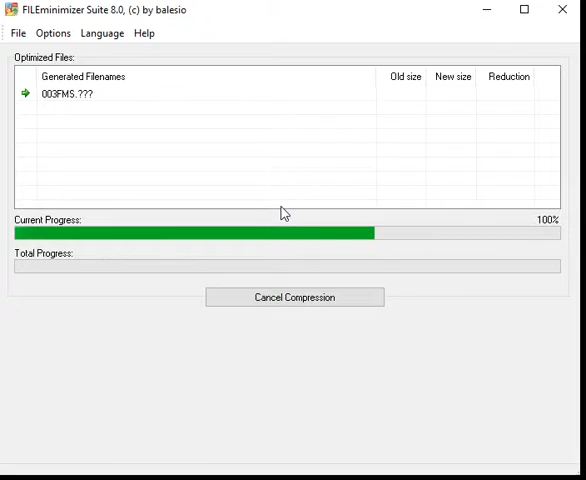 FILEminimizer Suite 8.0, (c) by balesio
File Options Language Help
Optimized Files:
Generated Filenames Old size New size Reduction
003FMS.???
Current Progress: 100%
Total Progress:
Cancel Compression